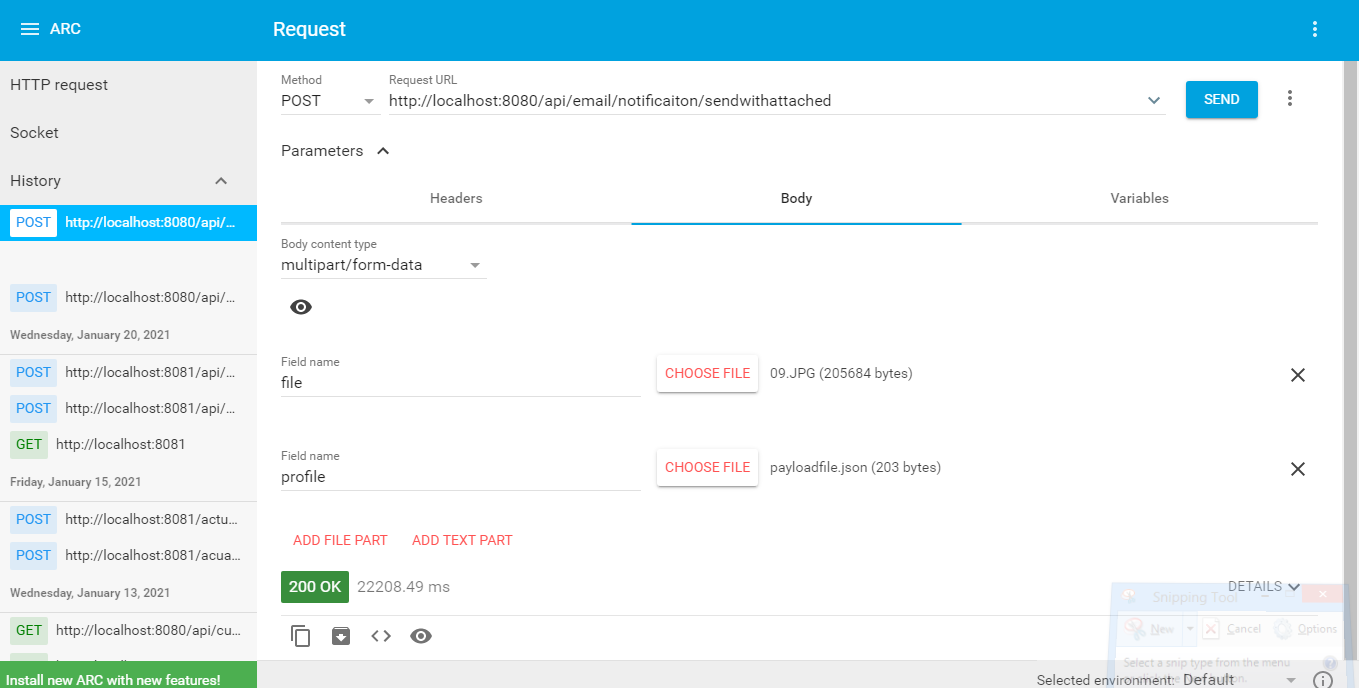 ARC
Request
HTTP request
Socket
History
POST http://localhost:8080/api/...
POST http://localhost:8080/api/...
Wednesday, January 20, 2021
POST http://localhost:8081/api/...
POST http://localhost:8081/api/...
GET http://localhost:8081
Friday, January 15, 2021
POST http://localhost:8081/actu...
POST http://localhost:8081/acua...
Wednesday, January 13, 2021
GET http://localhost:8080/api/cu...
Install new ARC with new features!
Method
POST
Request URL
http://localhost:8080/api/email/notificaiton/sendwithattached
SEND
Parameters
Headers
Body
Variables
Body content type
multipart/form-data
Field name
file
CHOOSE FILE
09.JPG (205684 bytes)
Field name
profile
CHOOSE FILE
payloadfile.json (203 bytes)
ADD FILE PART
ADD TEXT PART
200 OK
22208.49 ms
DETAILS
Snipping Tool
New
Cancel
Options
Select a snip type from the menu
button.
Selected environment: Default